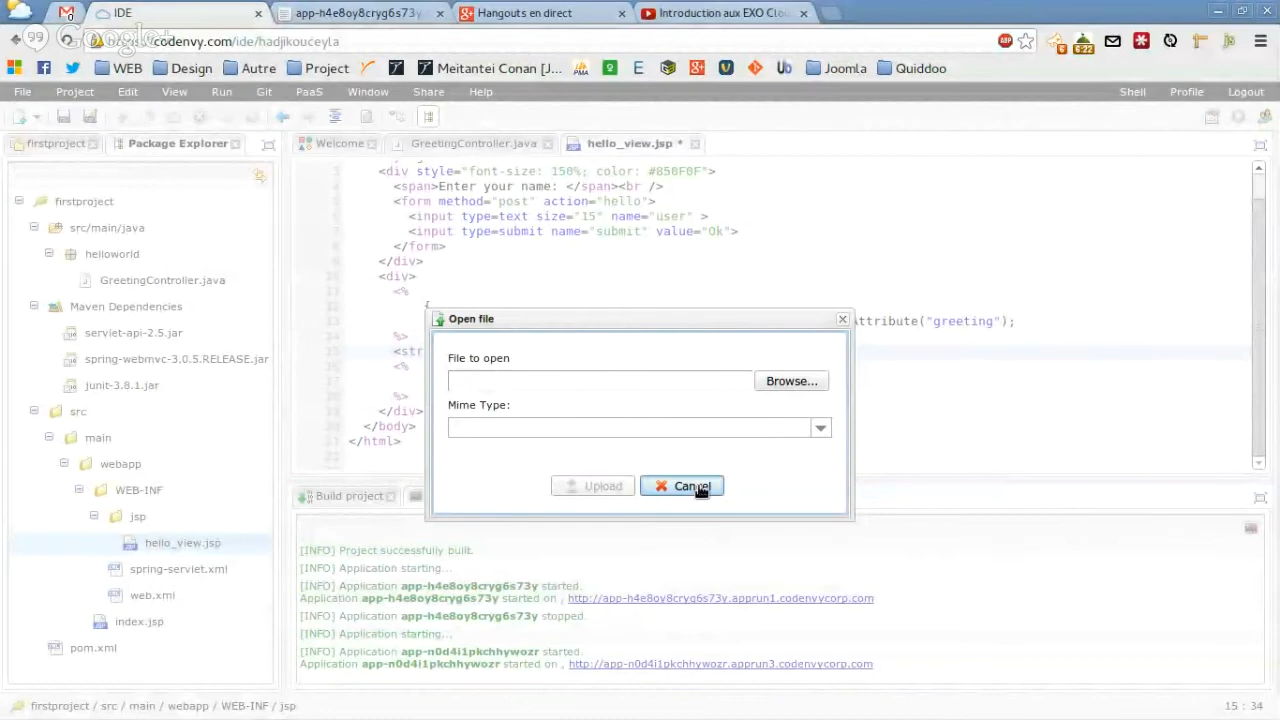 IDE
app-h4e8oy8cryg6s73y
Hangouts en direct
Introduction aux EXO Clou
codenvy.com/ide/hadjikouceyla
Google+
99
ABP
6
6:22
WEB
Design
Autre
Project
Meitantei Conan [J...
PMA
Joomla
Quiddoo
File
Project
Edit
View
Run
Git
PaaS
Window
Share
Help
Shell
Profile
Logout
firstproject
Package Explorer
Welcome
GreetingController.java
hello_view.jsp *
firstproject
src/main/java
helloworld
GreetingController.java
Maven Dependencies
servlet-api-2.5.jar
spring-webmvc-3.0.5.RELEASE.jar
junit-3.8.1.jar
src
main
webapp
WEB-INF
jsp
hello_view.jsp
spring-servlet.xml
web.xml
index.jsp
pom.xml
<div style="font-size: 150%; color: #850F0F">
<span>Enter your name: </span><br />
<form method="post" action="hello">
<input type=text size="15" name="user" >
<input type=submit name="submit" value="Ok">
</form>
</div>
<div>
<%
{
Attribute("greeting");
%>
<str
<%
%>
</div>
</body>
</html>
Open file
File to open
Browse...
Mime Type:
Upload
Cancel
Build project
[INFO] Project successfully built.
[INFO] Application starting...
[INFO] Application app-h4e8oy8cryg6s73y started.
Application app-h4e8oy8cryg6s73y started on , http://app-h4e8oy8cryg6s73y.apprun1.codenvycorp.com
[INFO] Application app-h4e8oy8cryg6s73y stopped.
[INFO] Application starting...
[INFO] Application app-n0d4i1pkchhywozr started.
Application app-n0d4i1pkchhywozr started on , http://app-n0d4i1pkchhywozr.apprun3.codenvycorp.com
firstproject / src / main / webapp / WEB-INF / jsp
15 : 34